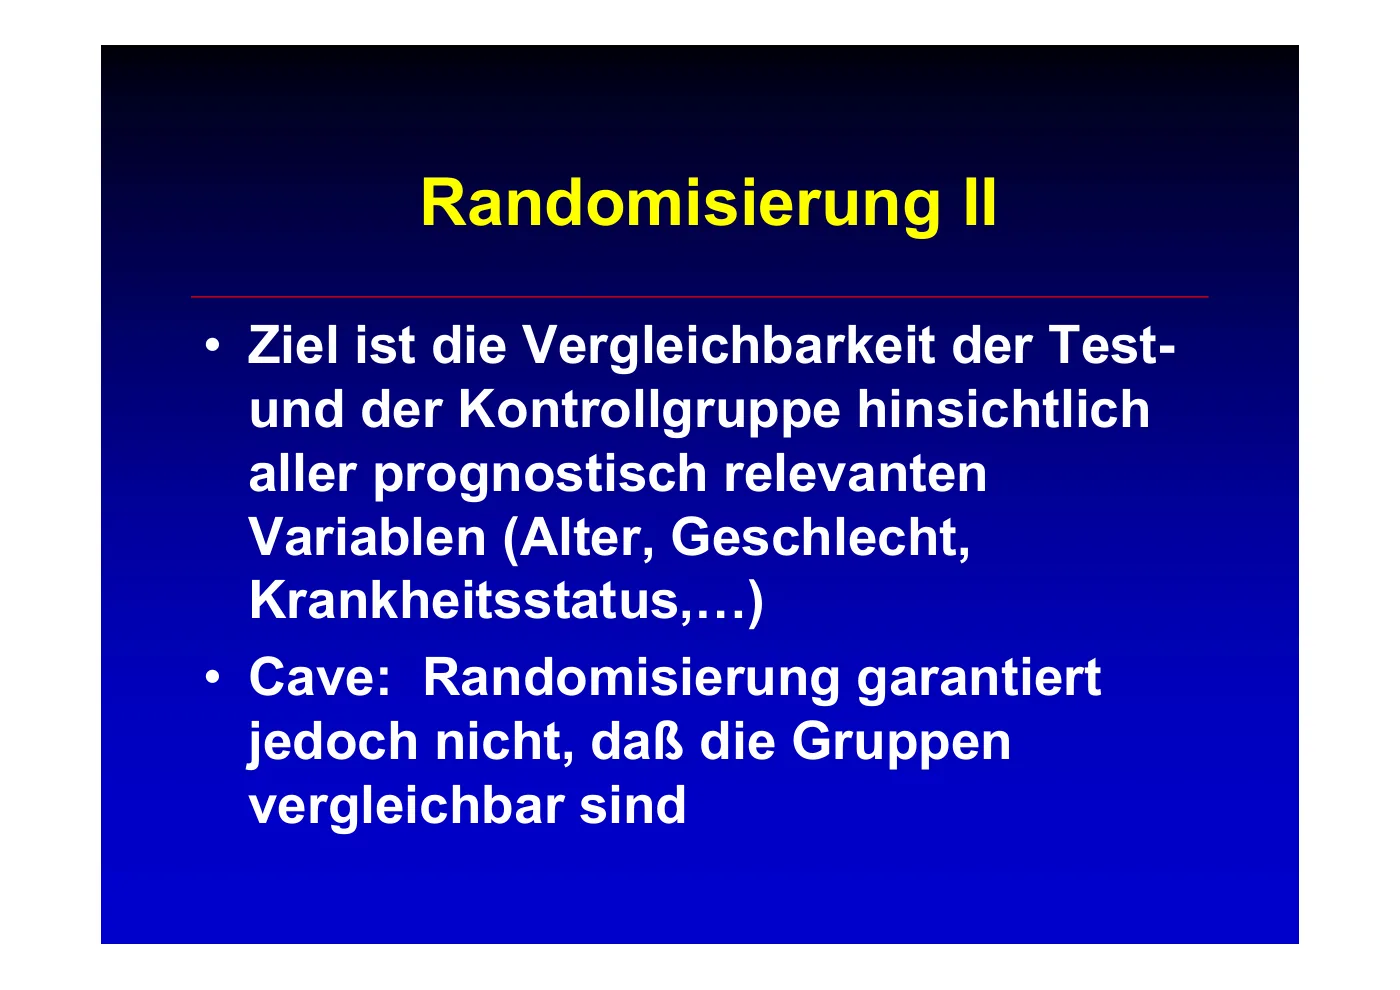 Randomisierung II
• Ziel ist die Vergleichbarkeit der Test-
und der Kontrollgruppe hinsichtlich
aller prognostisch relevanten
Variablen (Alter, Geschlecht,
Krankheitsstatus,…)
• Cave:  Randomisierung garantiert
jedoch nicht, daß die Gruppen
vergleichbar sind